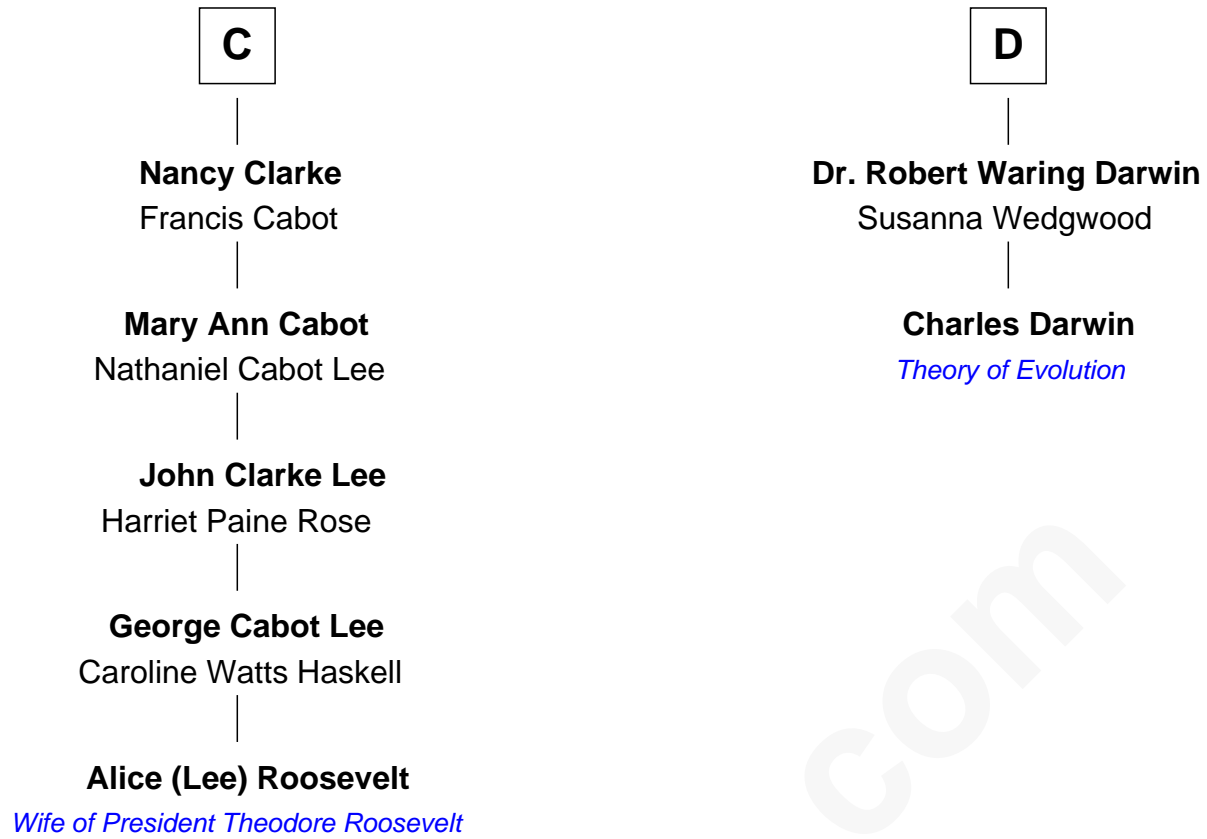 C
Nancy Clarke
Francis Cabot
Mary Ann Cabot
Nathaniel Cabot Lee
John Clarke Lee
Harriet Paine Rose
George Cabot Lee
Caroline Watts Haskell
Alice (Lee) Roosevelt
Wife of President Theodore Roosevelt
D
Dr. Robert Waring Darwin
Susanna Wedgwood
Charles Darwin
Theory of Evolution
com